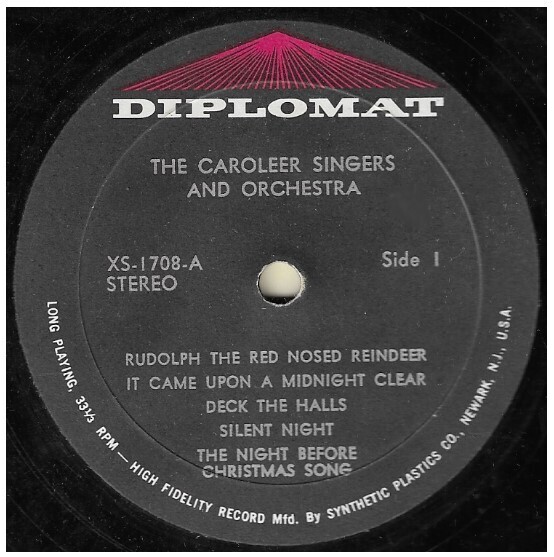 DIPLOMAT
THE CAROLEER SINGERS
AND ORCHESTRA
XS-1708-A
STEREO
Side 1
RUDOLPH THE RED NOSED REINDEER
IT CAME UPON A MIDNIGHT CLEAR
DECK THE HALLS
SILENT NIGHT
THE NIGHT BEFORE
CHRISTMAS SONG
LONG PLAYING, 33⅓ RPM — HIGH FIDELITY RECORD Mfd. By SYNTHETIC PLASTICS CO., NEWARK, N.J., U.S.A.